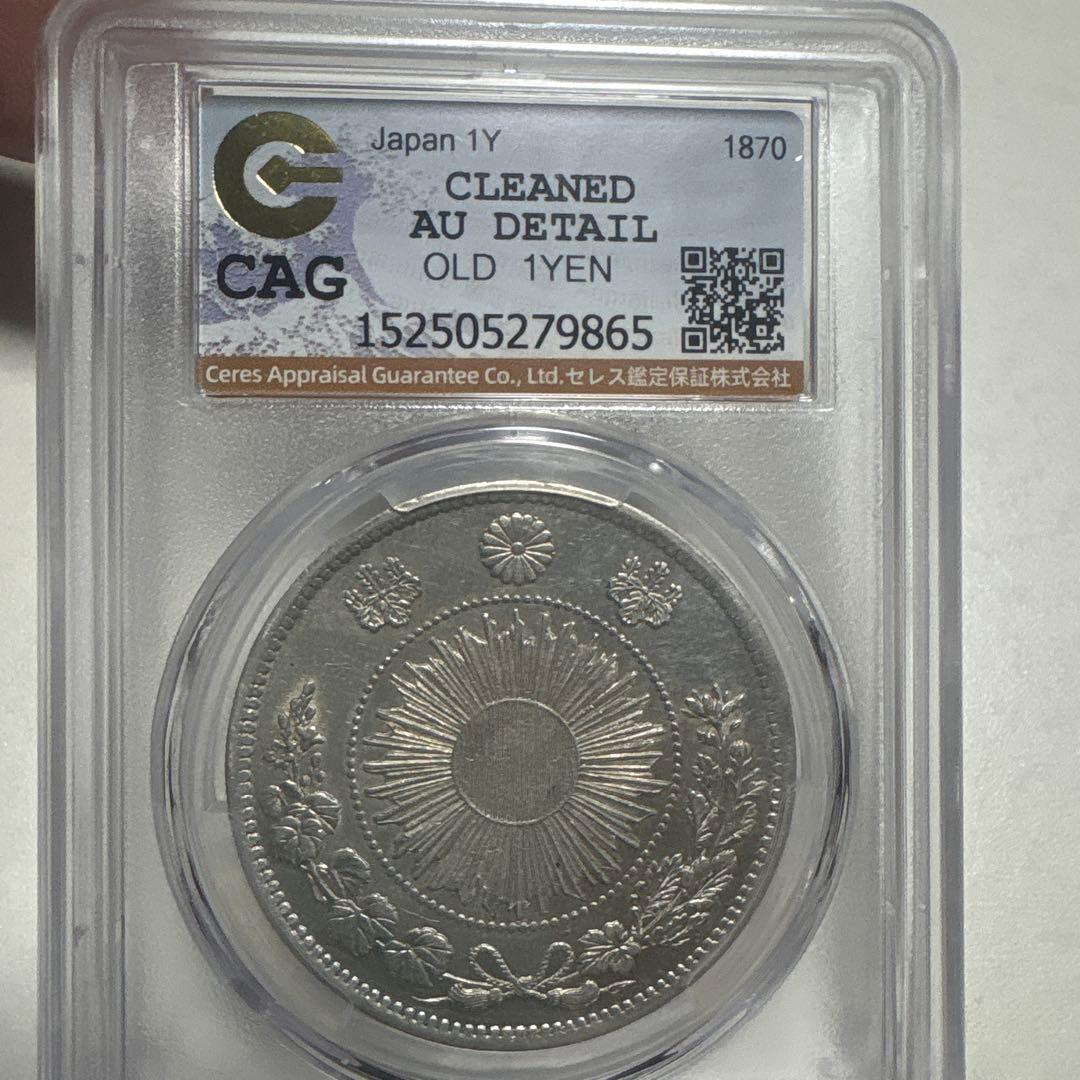 Japan 1Y 1870
CLEANED
AU DETAIL
CAG OLD 1YEN
152505279865
Ceres Appraisal Guarantee Co., Ltd.セレス鑑定保証株式会社